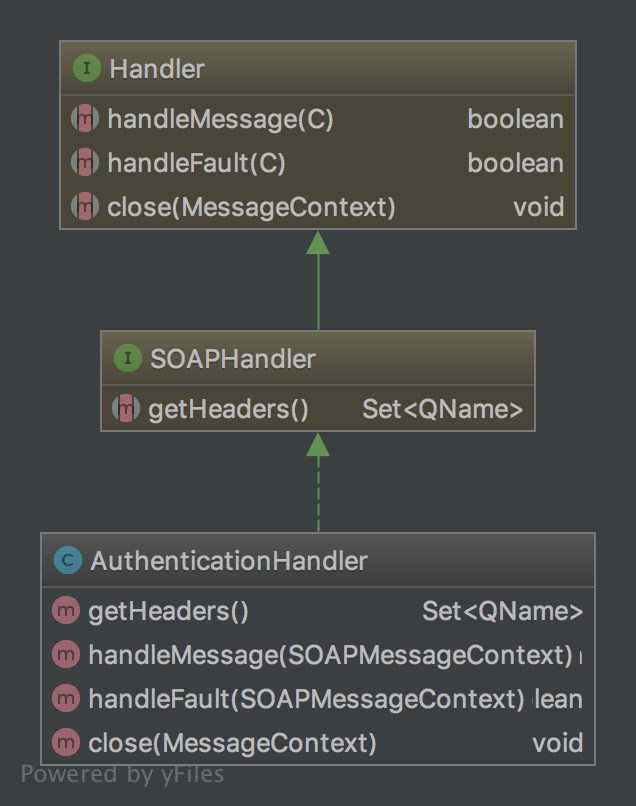 I Handler
m handleMessage(C) boolean
m handleFault(C) boolean
m close(MessageContext) void
I SOAPHandler
m getHeaders() Set<QName>
C AuthenticationHandler
m getHeaders() Set<QName>
m handleMessage(SOAPMessageContext)
m handleFault(SOAPMessageContext) lean
m close(MessageContext) void
Powered by yFiles